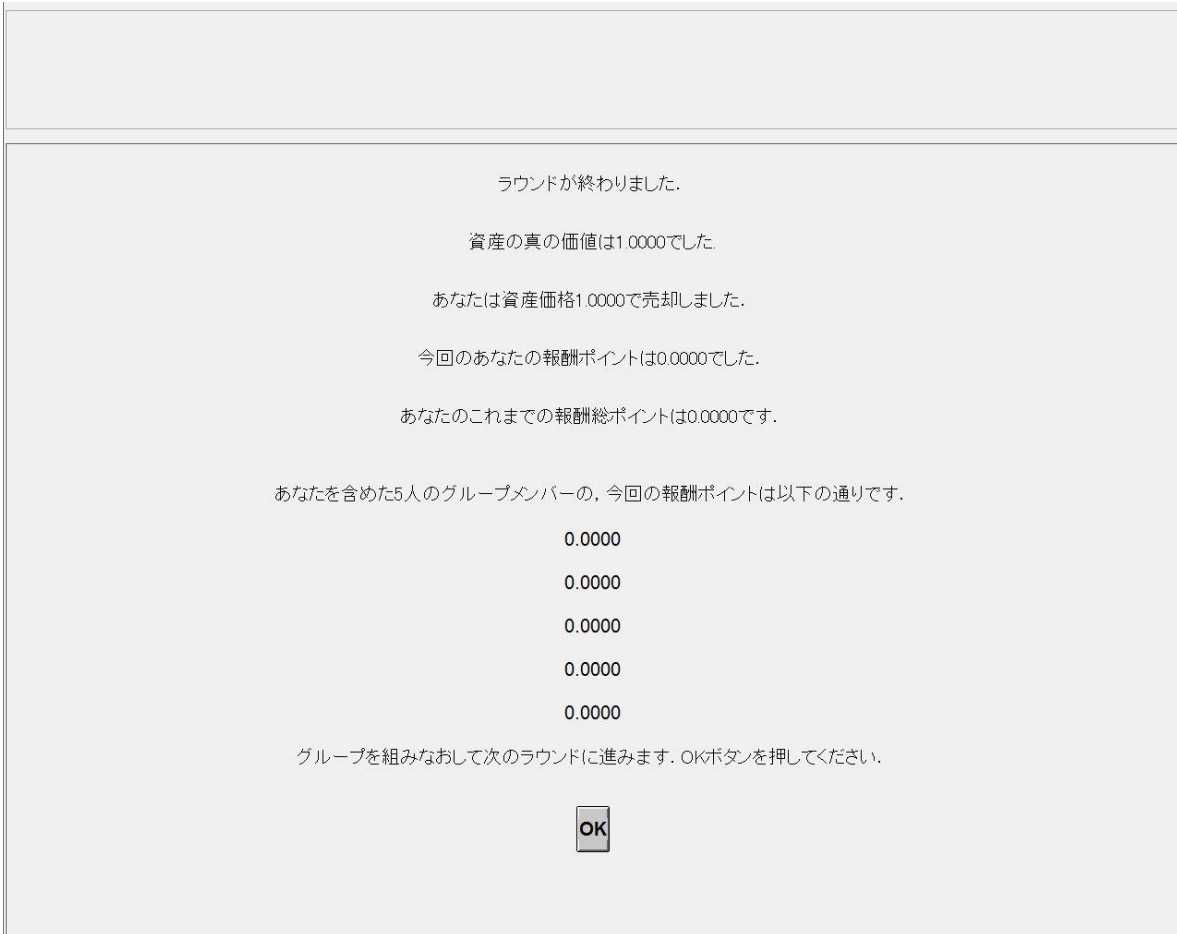 ラウンドが終わりました.
資産の真の価値は1.0000でした.
あなたは資産価格1.0000で売却しました.
今回のあなたの報酬ポイントは0.0000でした.
あなたのこれまでの報酬総ポイントは0.0000です.
あなたを含めた5人のグループメンバーの, 今回の報酬ポイントは以下の通りです.
0.0000
0.0000
0.0000
0.0000
0.0000
グループを組みなおして次のラウンドに進みます. OKボタンを押してください.
OK